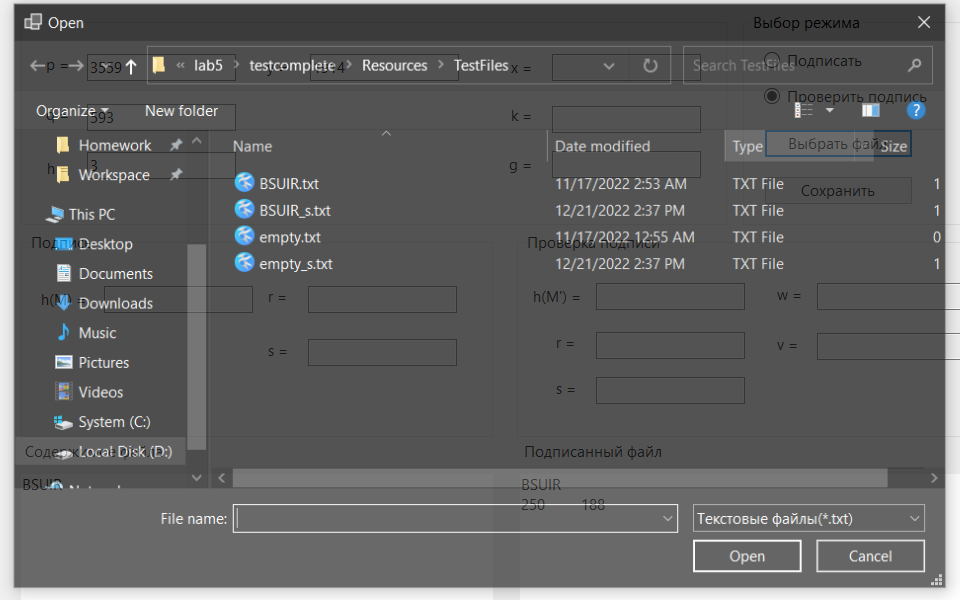 Open
Выбор режима
p = 3539
« lab5 › testcomplete › Resources › TestFiles
x =
Search TestFiles
Подписать
Organize
New folder
593
k =
Проверить подпись
Homework
Name
Date modified
Type
Size
Выбрать файл
Workspace
h
3
g =
BSUIR.txt
11/17/2022 2:53 AM
TXT File
1
Сохранить
This PC
BSUIR_s.txt
12/21/2022 2:37 PM
TXT File
1
Desktop
empty.txt
11/17/2022 12:55 AM
TXT File
0
Проверка подписи
Documents
empty_s.txt
12/21/2022 2:37 PM
TXT File
1
Downloads
h(M') =
r =
h(M') =
w =
Music
Pictures
s =
r =
v =
Videos
s =
System (C:)
Local Disk (D:)
Подписанный файл
BSUIR
BSUIR
250 188
File name:
Текстовые файлы(*.txt)
Open
Cancel